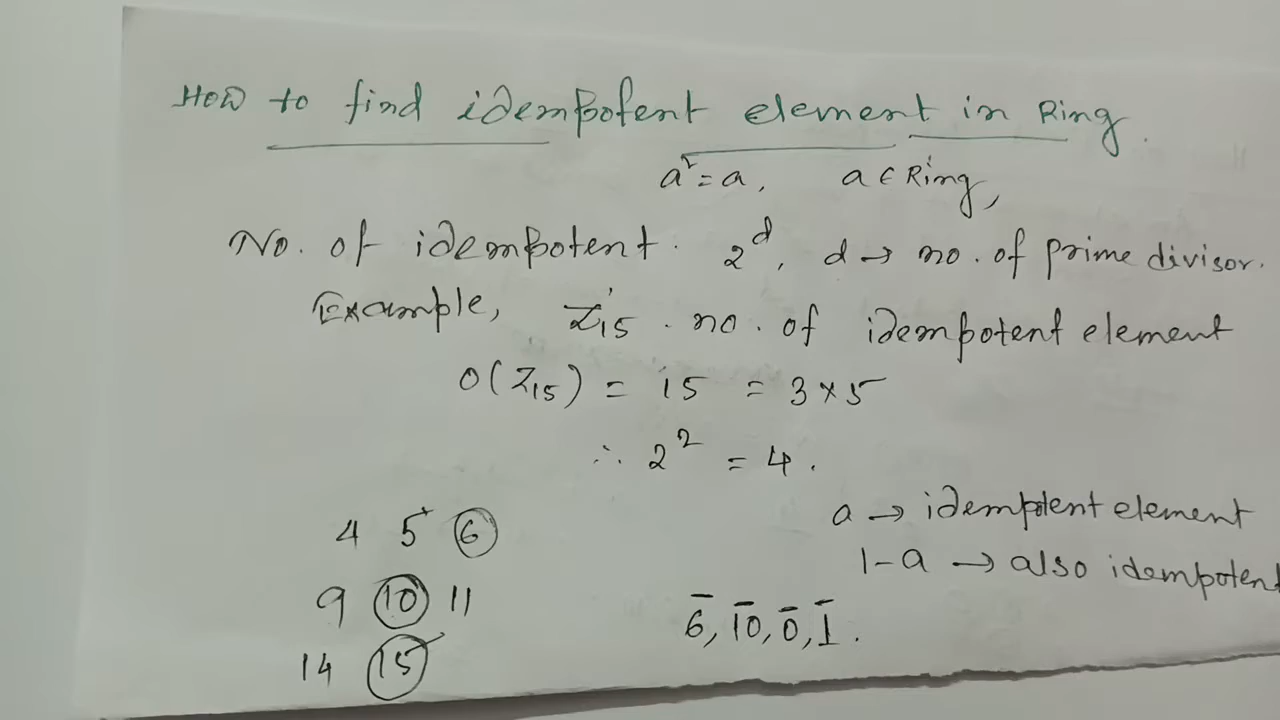 How to find idempotent element in Ring.
a² = a, a ∈ Ring,
No. of idempotent. 2^d, d → no. of prime divisor.
Example, Z₁₅. no. of idempotent element
O(Z₁₅) = 15 = 3 × 5
∴ 2² = 4.
a → idempotent element
4 5 6
1-a → also idempotent
9 10 11
6̄, 1̄0̄, 0̄, 1̄.
14 15